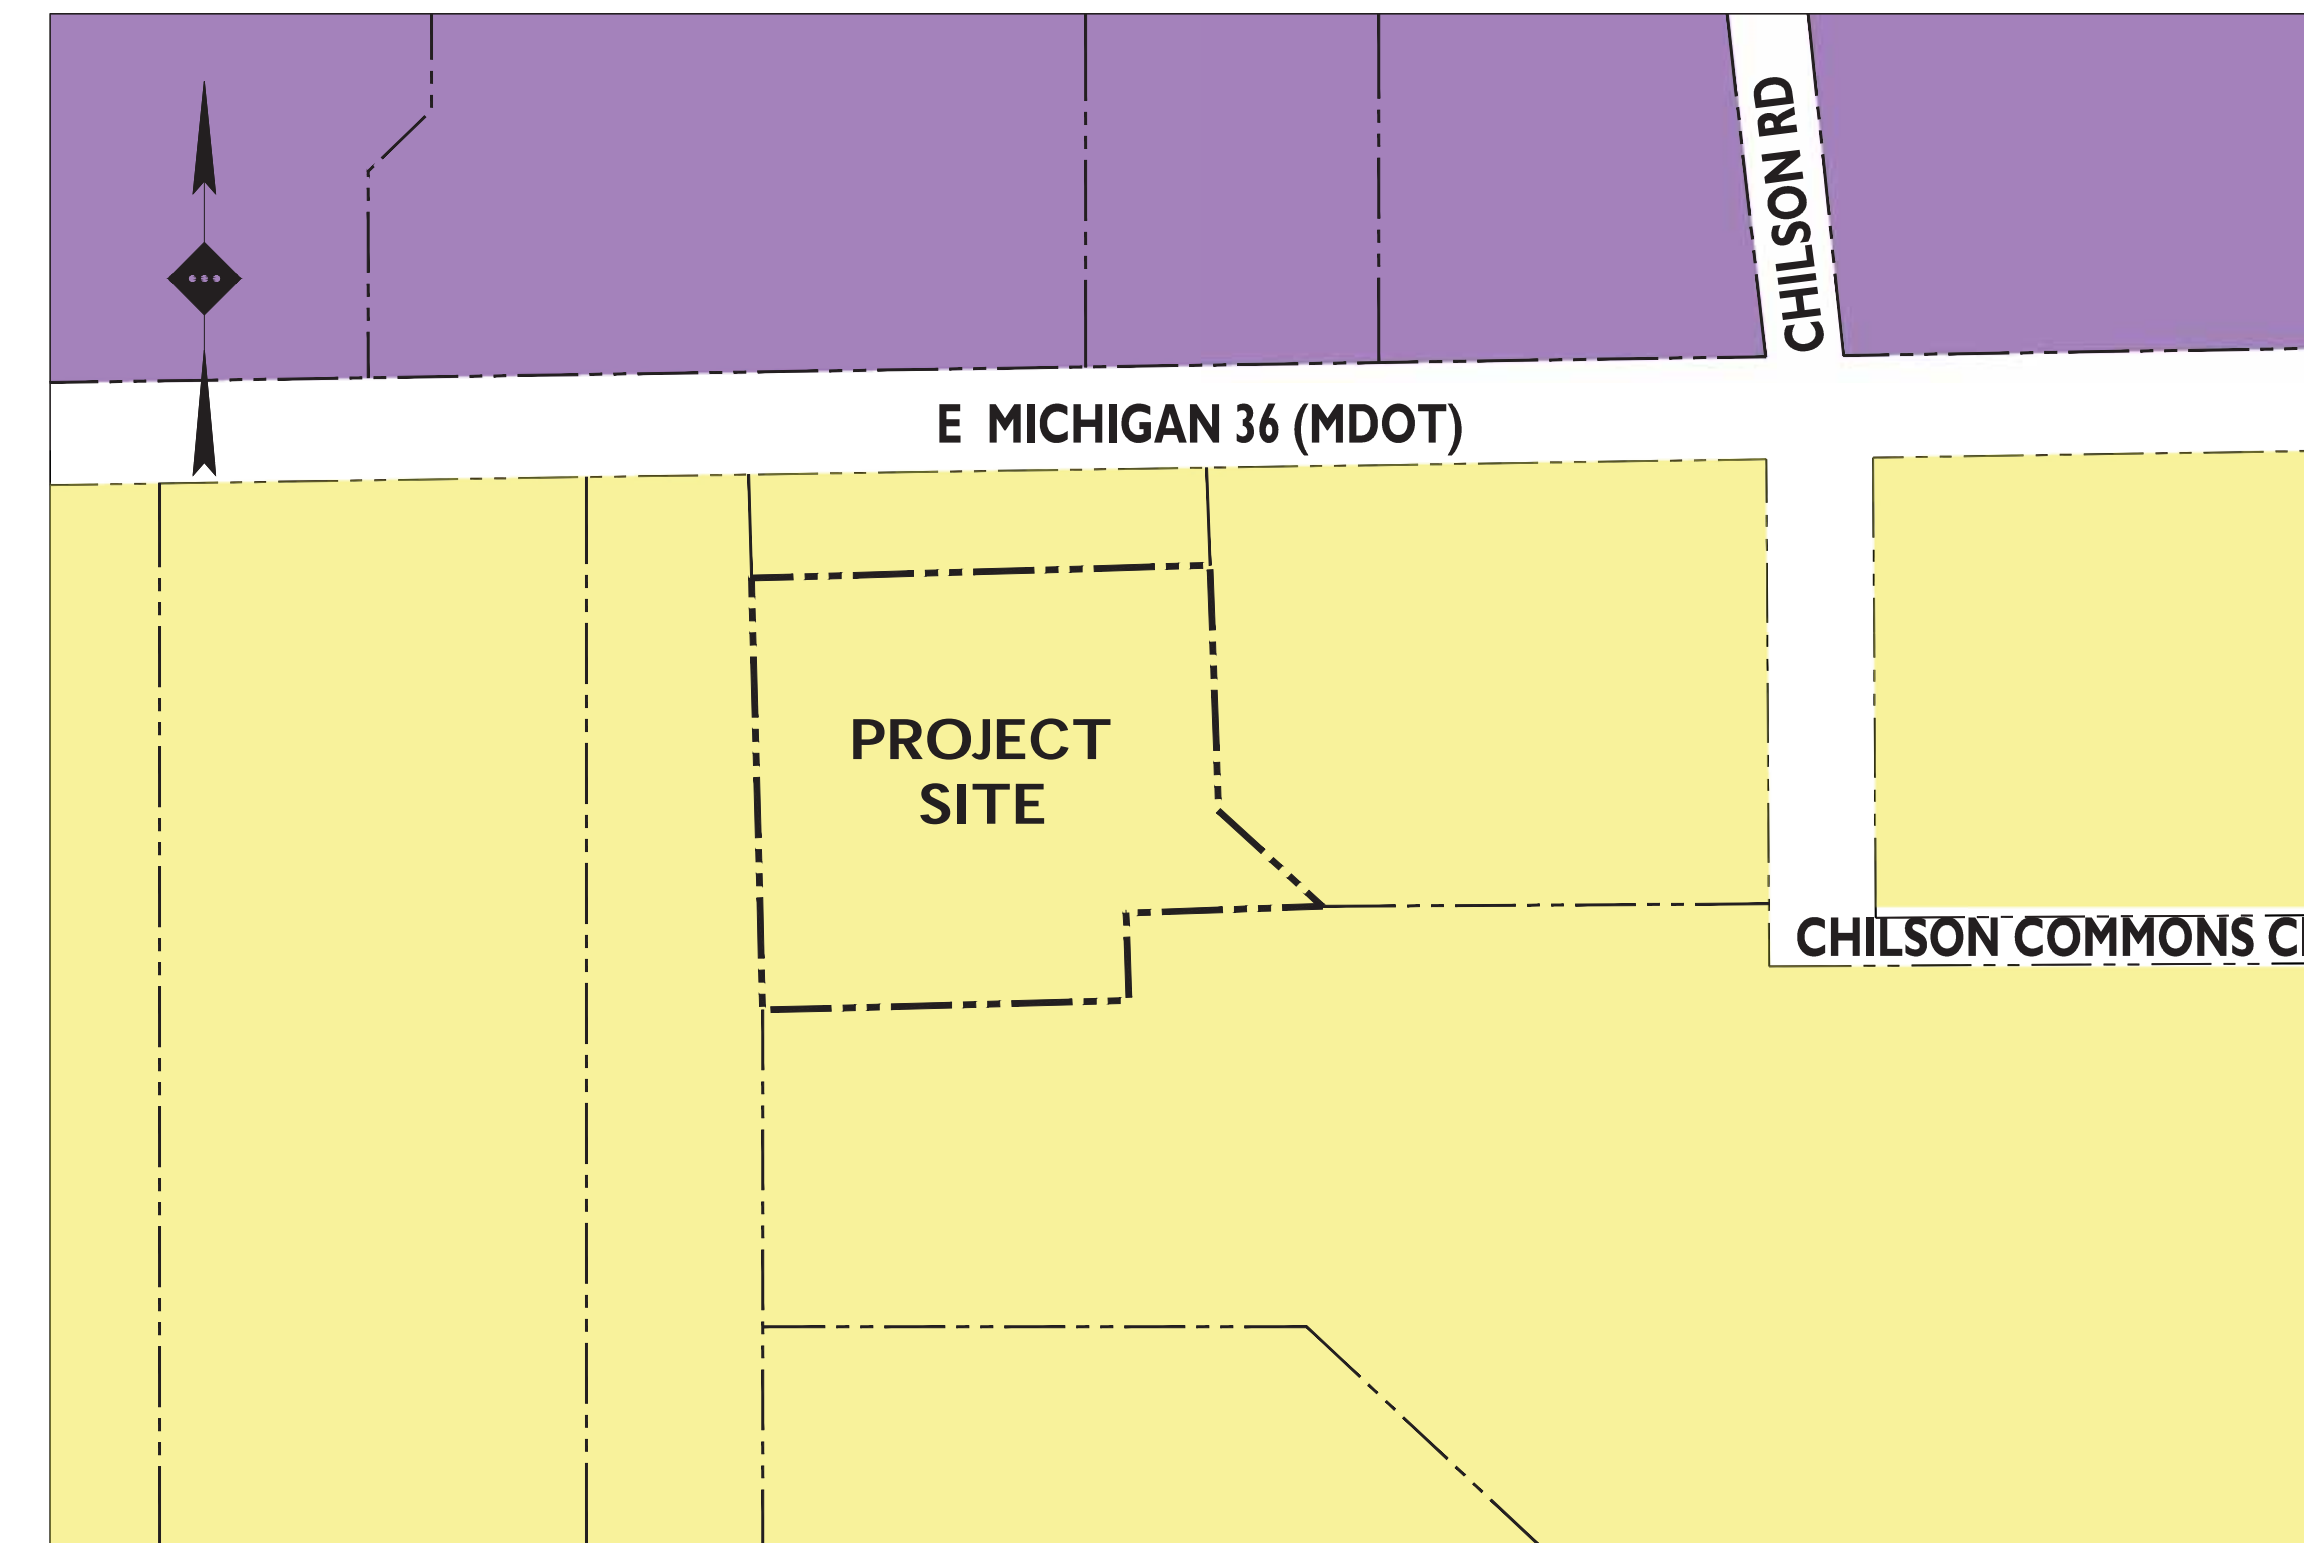 CHILSON RD
E MICHIGAN 36 (MDOT)
PROJECT
SITE
CHILSON COMMONS